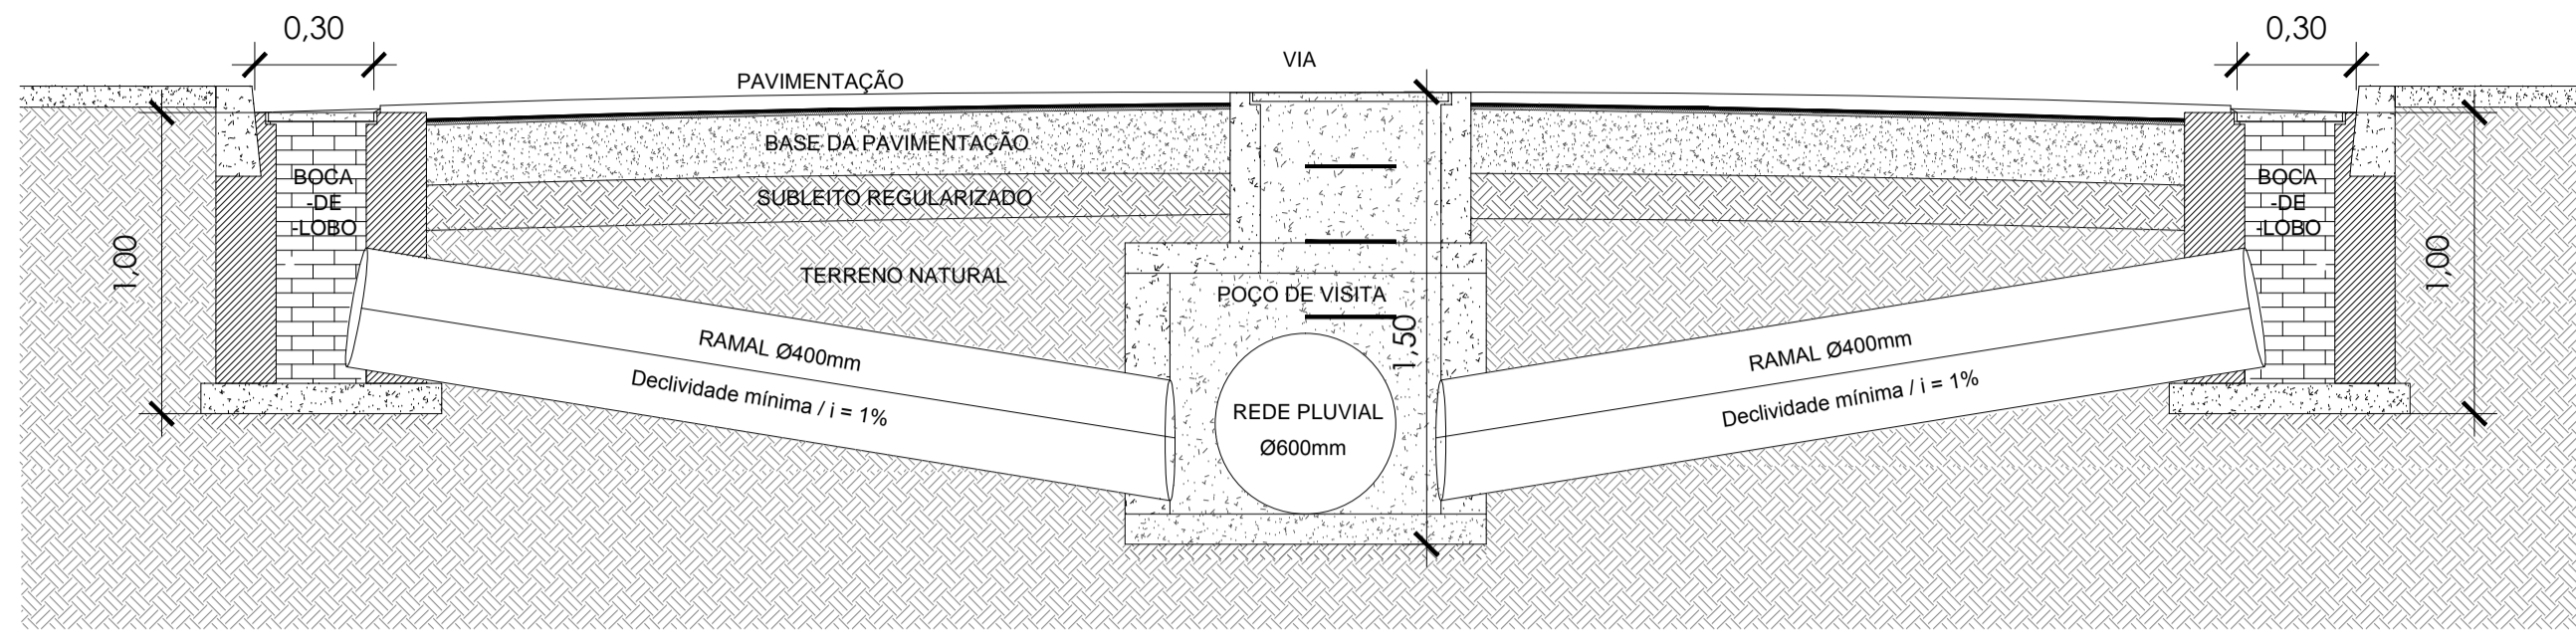 0,30
VIA
0,30
PAVIMENTAÇÃO
BASE DA PAVIMENTAÇÃO
BOCA
-DE
-LOBO
SUBLEITO REGULARIZADO
BOCA
-DE
-LOBO
1,00
TERRENO NATURAL
POÇO DE VISITA
1,00
1,50
RAMAL Ø400mm
Declividade mínima / i = 1%
REDE PLUVIAL
Ø600mm
RAMAL Ø400mm
Declividade mínima / i = 1%